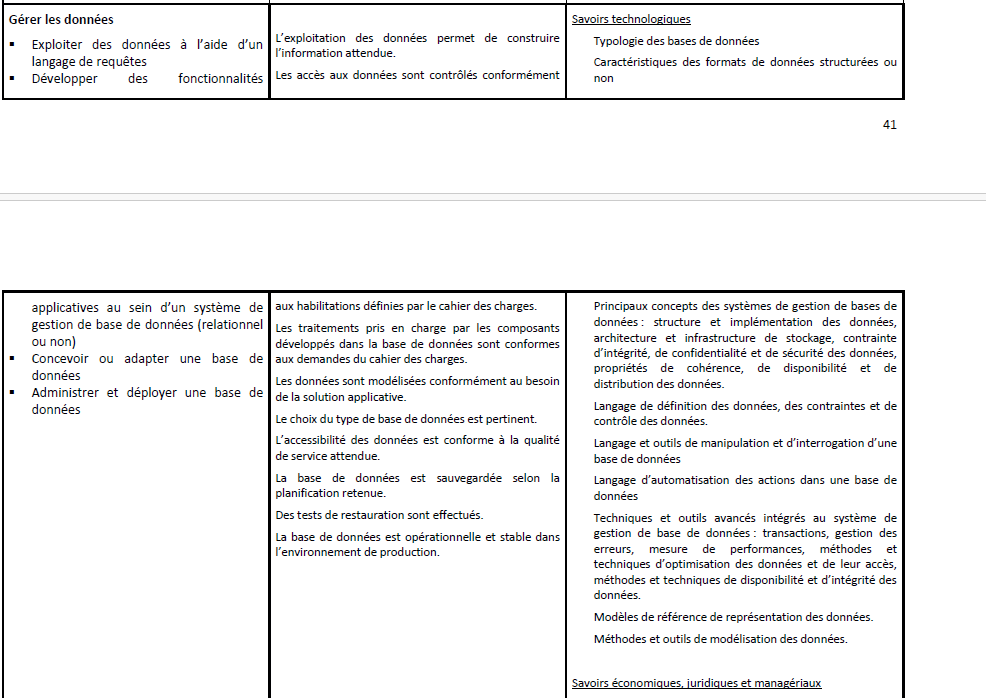 Gérer les données
▪ Exploiter des données à l’aide d’un
langage de requêtes
▪ Développer des fonctionnalités
L’exploitation des données permet de construire
l’information attendue.
Les accès aux données sont contrôlés conformément
Savoirs technologiques
Typologie des bases de données
Caractéristiques des formats de données structurées ou
non
41
applicatives au sein d’un système de
gestion de base de données (relationnel
ou non)
▪ Concevoir ou adapter une base de
données
▪ Administrer et déployer une base de
données
aux habilitations définies par le cahier des charges.
Les traitements pris en charge par les composants
développés dans la base de données sont conformes
aux demandes du cahier des charges.
Les données sont modélisées conformément au besoin
de la solution applicative.
Le choix du type de base de données est pertinent.
L’accessibilité des données est conforme à la qualité
de service attendue.
La base de données est sauvegardée selon la
planification retenue.
Des tests de restauration sont effectués.
La base de données est opérationnelle et stable dans
l’environnement de production.
Principaux concepts des systèmes de gestion de bases de
données : structure et implémentation des données,
architecture et infrastructure de stockage, contrainte
d’intégrité, de confidentialité et de sécurité des données,
propriétés de cohérence, de disponibilité et de
distribution des données.
Langage de définition des données, des contraintes et de
contrôle des données.
Langage et outils de manipulation et d’interrogation d’une
base de données
Langage d’automatisation des actions dans une base de
données
Techniques et outils avancés intégrés au système de
gestion de base de données : transactions, gestion des
erreurs, mesure de performances, méthodes et
techniques d’optimisation des données et de leur accès,
méthodes et techniques de disponibilité et d’intégrité des
données.
Modèles de référence de représentation des données.
Méthodes et outils de modélisation des données.
Savoirs économiques, juridiques et managériaux